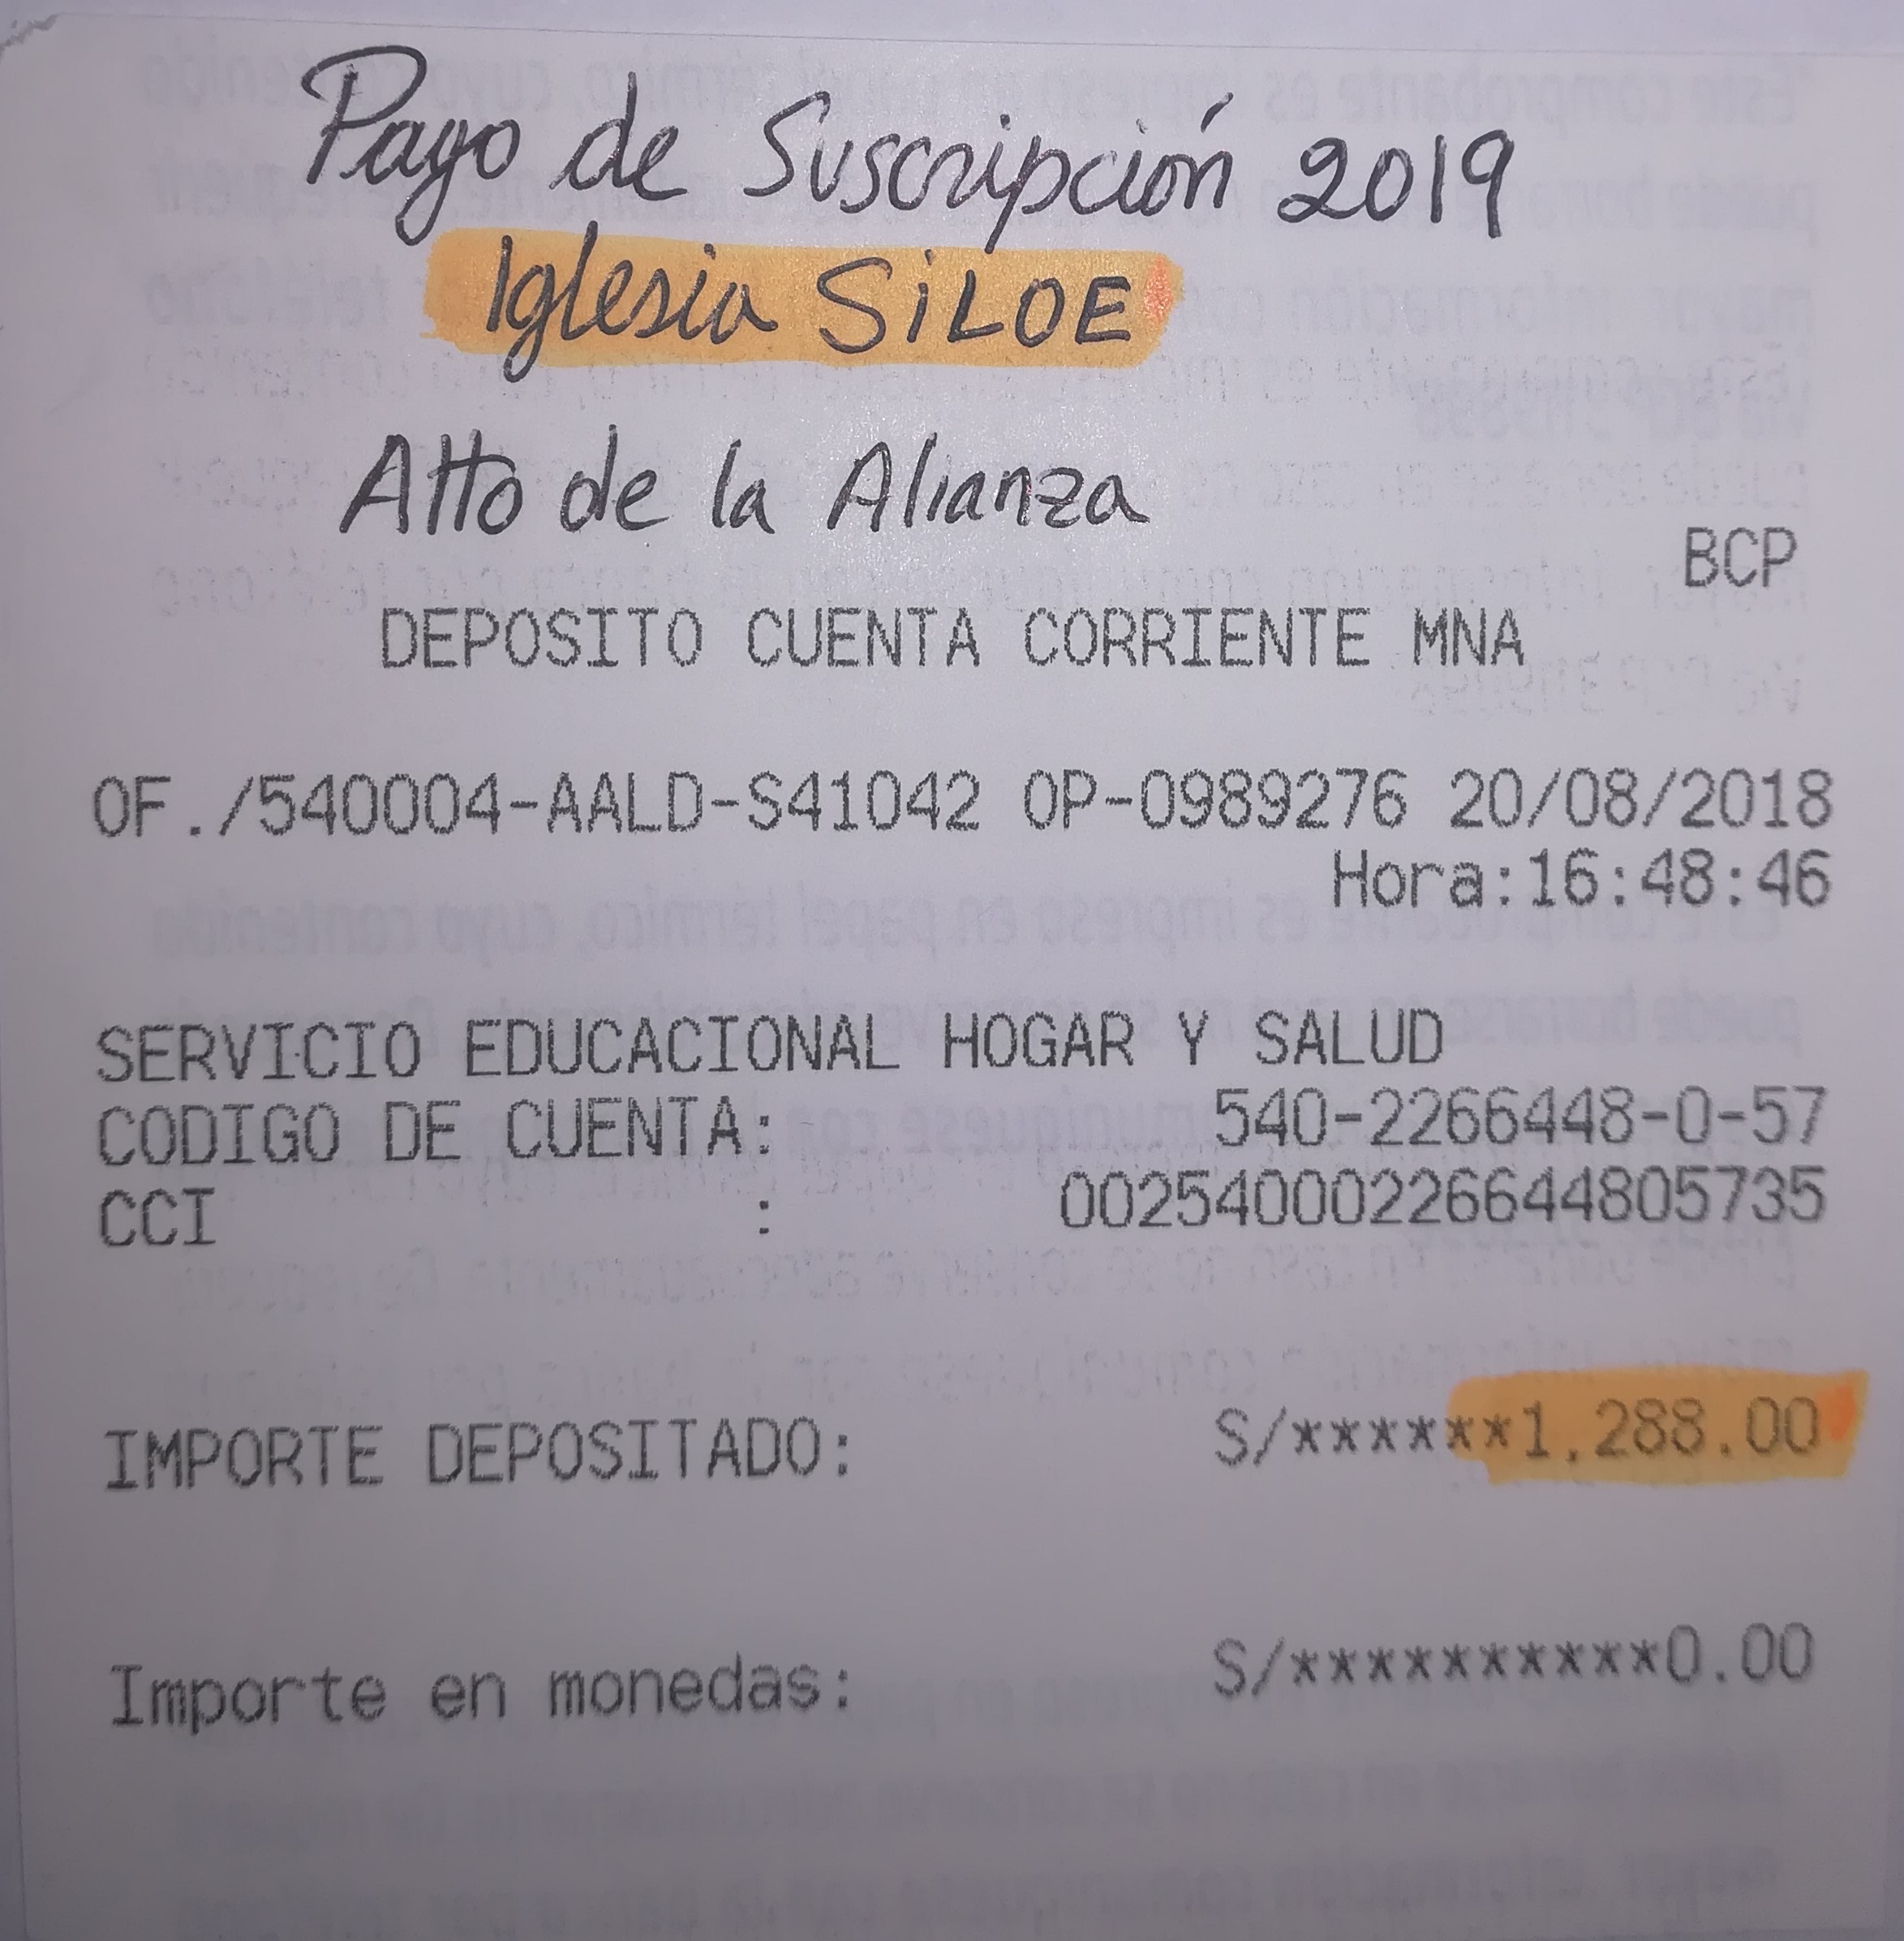 Pago de Suscripción 2019
Iglesia SiLOE
Alto de la Alianza
BCP
DEPOSITO CUENTA CORRIENTE MNA
OF./540004-AALD-S41042 OP-0989276 20/08/2018
Hora:16:48:46
SERVICIO EDUCACIONAL HOGAR Y SALUD
CODIGO DE CUENTA: 540-2266448-0-57
CCI : 00254000226644805735
IMPORTE DEPOSITADO: S/******1,288.00
Importe en monedas: S/**********0.00